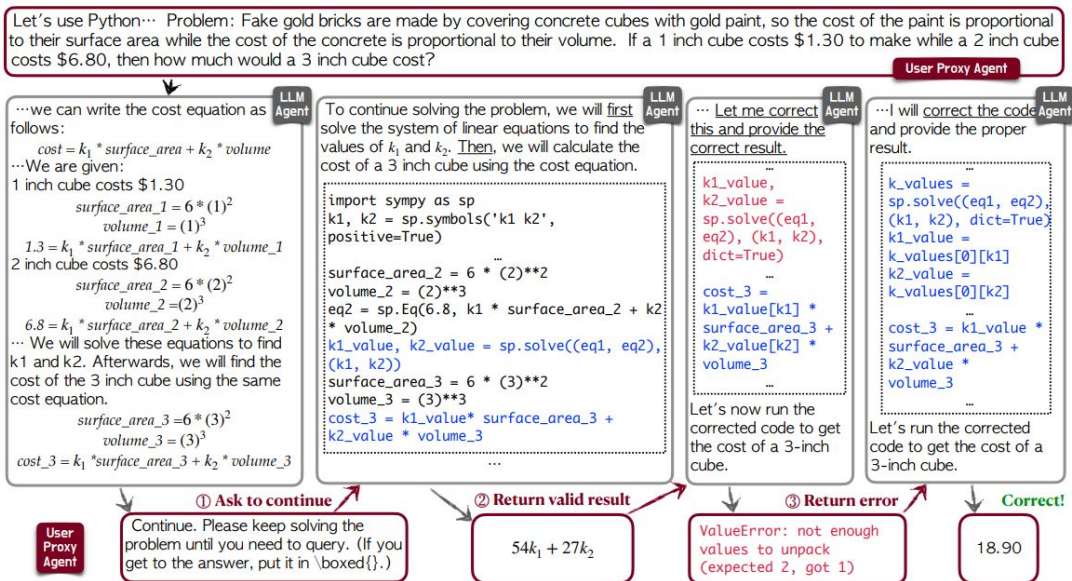 Let's use Python… Problem: Fake gold bricks are made by covering concrete cubes with gold paint, so the cost of the paint is proportional
to their surface area while the cost of the concrete is proportional to their volume. If a 1 inch cube costs $1.30 to make while a 2 inch cube
costs $6.80, then how much would a 3 inch cube cost?
User Proxy Agent
LLM
Agent
…we can write the cost equation as
follows:
cost = k₁ * surface_area + k₂ * volume
…We are given:
1 inch cube costs $1.30
surface_area_1 = 6 * (1)²
volume_1 = (1)³
1.3 = k₁ * surface_area_1 + k₂ * volume_1
2 inch cube costs $6.80
surface_area_2 = 6 * (2)²
volume_2 =(2)³
6.8 = k₁ * surface_area_2 + k₂ * volume_2
… We will solve these equations to find
k1 and k2. Afterwards, we will find the
cost of the 3 inch cube using the same
cost equation.
surface_area_3 =6 * (3)²
volume_3 = (3)³
cost_3 = k₁ *surface_area_3 + k₂ * volume_3
LLM
Agent
To continue solving the problem, we will first
solve the system of linear equations to find the
values of k₁ and k₂. Then, we will calculate the
cost of a 3 inch cube using the cost equation.
import sympy as sp
k1, k2 = sp.symbols('k1 k2',
positive=True)
…
surface_area_2 = 6 * (2)**2
volume_2 = (2)**3
eq2 = sp.Eq(6.8, k1 * surface_area_2 + k2
* volume_2)
k1_value, k2_value = sp.solve((eq1, eq2),
(k1, k2))
surface_area_3 = 6 * (3)**2
volume_3 = (3)**3
cost_3 = k1_value* surface_area_3 +
k2_value * volume_3
…
LLM
Agent
… Let me correct
this and provide the
correct result.
…
k1_value,
k2_value =
sp.solve((eq1,
eq2), (k1, k2),
dict=True)
…
cost_3 =
k1_value[k1] *
surface_area_3 +
k2_value[k2] *
volume_3
…
Let's now run the
corrected code to get
the cost of a 3-inch
cube.
LLM
Agent
…I will correct the code
and provide the proper
result.
…
k_values =
sp.solve((eq1, eq2),
(k1, k2), dict=True)
k1_value =
k_values[0][k1]
k2_value =
k_values[0][k2]
…
cost_3 = k1_value *
surface_area_3 +
k2_value *
volume_3
…
Let's run the corrected
code to get the cost of a
3-inch cube.
① Ask to continue
② Return valid result
③ Return error
Correct!
User
Proxy
Agent
Continue. Please keep solving the
problem until you need to query. (If you
get to the answer, put it in \boxed{}.)
54k₁ + 27k₂
ValueError: not enough
values to unpack
(expected 2, got 1)
18.90